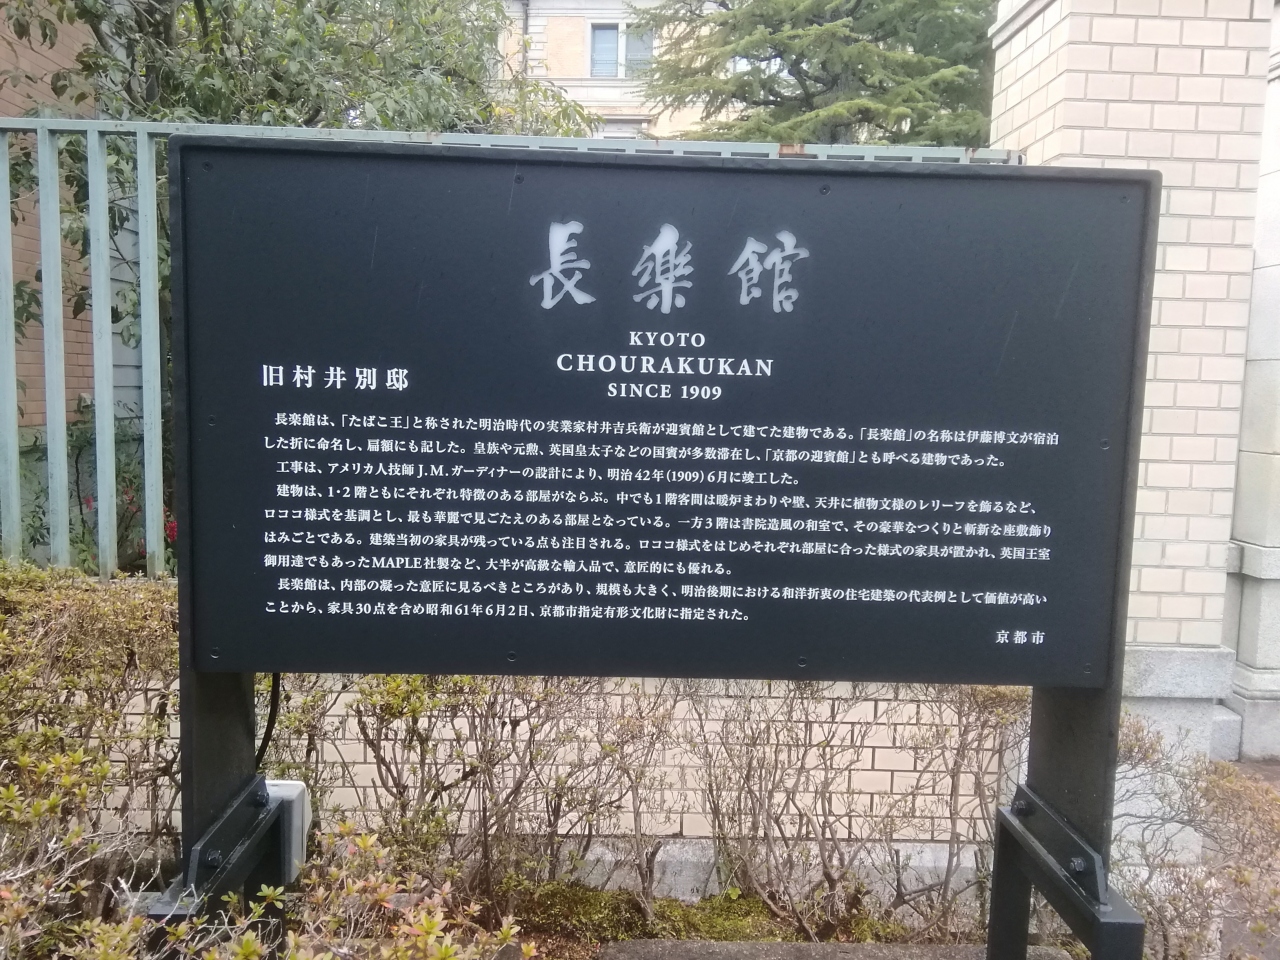 長樂館
KYOTO
CHOURAKUKAN
SINCE 1909
旧村井別邸
長楽館は、「たばこ王」と称された明治時代の実業家村井吉兵衛が迎賓館として建てた建物である。「長楽館」の名称は伊藤博文が宿泊
した折に命名し、扁額にも記した。皇族や元勲、英国皇太子などの国賓が多数滞在し、「京都の迎賓館」とも呼べる建物であった。
工事は、アメリカ人技師J.M.ガーディナーの設計により、明治42年(1909)6月に竣工した。
建物は、1・2階ともにそれぞれ特徴のある部屋がならぶ。中でも1階客間は暖炉まわりや壁、天井に植物文様のレリーフを飾るなど、
ロココ様式を基調とし、最も華麗で見ごたえのある部屋となっている。一方3階は書院造風の和室で、その豪華なつくりと斬新な座敷飾り
はみごとである。建築当初の家具が残っている点も注目される。ロココ様式をはじめそれぞれ部屋に合った様式の家具が置かれ、英国王室
御用達でもあったMAPLE社製など、大半が高級な輸入品で、意匠的にも優れる。
長楽館は、内部の凝った意匠に見るべきところがあり、規模も大きく、明治後期における和洋折衷の住宅建築の代表例として価値が高い
ことから、家具30点を含め昭和61年6月2日、京都市指定有形文化財に指定された。
京都市